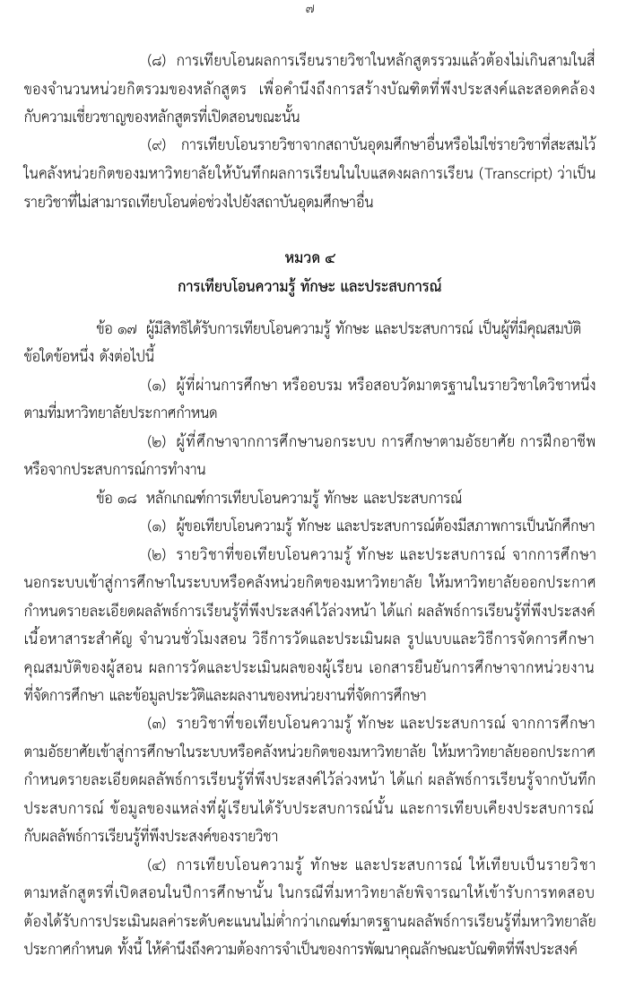 ๗
(๘) การเทียบโอนผลการเรียนรายวิชาในหลักสูตรรวมแล้วต้องไม่เกินสามในสี่
ของจำนวนหน่วยกิตรวมของหลักสูตร เพื่อคำนึงถึงการสร้างบัณฑิตที่พึงประสงค์และสอดคล้อง
กับความเชี่ยวชาญของหลักสูตรที่เปิดสอนขณะนั้น
(๙) การเทียบโอนรายวิชาจากสถาบันอุดมศึกษาอื่นหรือไม่ใช่รายวิชาที่สะสมไว้
ในคลังหน่วยกิตของมหาวิทยาลัยให้บันทึกผลการเรียนในใบแสดงผลการเรียน (Transcript) ว่าเป็น
รายวิชาที่ไม่สามารถเทียบโอนต่อช่วงไปยังสถาบันอุดมศึกษาอื่น
หมวด ๔
การเทียบโอนความรู้ ทักษะ และประสบการณ์
ข้อ ๑๗ ผู้มีสิทธิได้รับการเทียบโอนความรู้ ทักษะ และประสบการณ์ เป็นผู้ที่มีคุณสมบัติ
ข้อใดข้อหนึ่ง ดังต่อไปนี้
(๑) ผู้ที่ผ่านการศึกษา หรืออบรม หรือสอบวัดมาตรฐานในรายวิชาใดวิชาหนึ่ง
ตามที่มหาวิทยาลัยประกาศกำหนด
(๒) ผู้ที่ศึกษาจากการศึกษานอกระบบ การศึกษาตามอัธยาศัย การฝึกอาชีพ
หรือจากประสบการณ์การทำงาน
ข้อ ๑๘ หลักเกณฑ์การเทียบโอนความรู้ ทักษะ และประสบการณ์
(๑) ผู้ขอเทียบโอนความรู้ ทักษะ และประสบการณ์ต้องมีสภาพการเป็นนักศึกษา
(๒) รายวิชาที่ขอเทียบโอนความรู้ ทักษะ และประสบการณ์ จากการศึกษา
นอกระบบเข้าสู่การศึกษาในระบบหรือคลังหน่วยกิตของมหาวิทยาลัย ให้มหาวิทยาลัยออกประกาศ
กำหนดรายละเอียดผลลัพธ์การเรียนรู้ที่พึงประสงค์ไว้ล่วงหน้า ได้แก่ ผลลัพธ์การเรียนรู้ที่พึงประสงค์
เนื้อหาสาระสำคัญ จำนวนชั่วโมงสอน วิธีการวัดและประเมินผล รูปแบบและวิธีการจัดการศึกษา
คุณสมบัติของผู้สอน ผลการวัดและประเมินผลของผู้เรียน เอกสารยืนยันการศึกษาจากหน่วยงาน
ที่จัดการศึกษา และข้อมูลประวัติและผลงานของหน่วยงานที่จัดการศึกษา
(๓) รายวิชาที่ขอเทียบโอนความรู้ ทักษะ และประสบการณ์ จากการศึกษา
ตามอัธยาศัยเข้าสู่การศึกษาในระบบหรือคลังหน่วยกิตของมหาวิทยาลัย ให้มหาวิทยาลัยออกประกาศ
กำหนดรายละเอียดผลลัพธ์การเรียนรู้ที่พึงประสงค์ไว้ล่วงหน้า ได้แก่ ผลลัพธ์การเรียนรู้จากบันทึก
ประสบการณ์ ข้อมูลของแหล่งที่ผู้เรียนได้รับประสบการณ์นั้น และการเทียบเคียงประสบการณ์
กับผลลัพธ์การเรียนรู้ที่พึงประสงค์ของรายวิชา
(๔) การเทียบโอนความรู้ ทักษะ และประสบการณ์ ให้เทียบเป็นรายวิชา
ตามหลักสูตรที่เปิดสอนในปีการศึกษานั้น ในกรณีที่มหาวิทยาลัยพิจารณาให้เข้ารับการทดสอบ
ต้องได้รับการประเมินผลค่าระดับคะแนนไม่ต่ำกว่าเกณฑ์มาตรฐานผลลัพธ์การเรียนรู้ที่มหาวิทยาลัย
ประกาศกำหนด ทั้งนี้ ให้คำนึงถึงความต้องการจำเป็นของการพัฒนาคุณลักษณะบัณฑิตที่พึงประสงค์